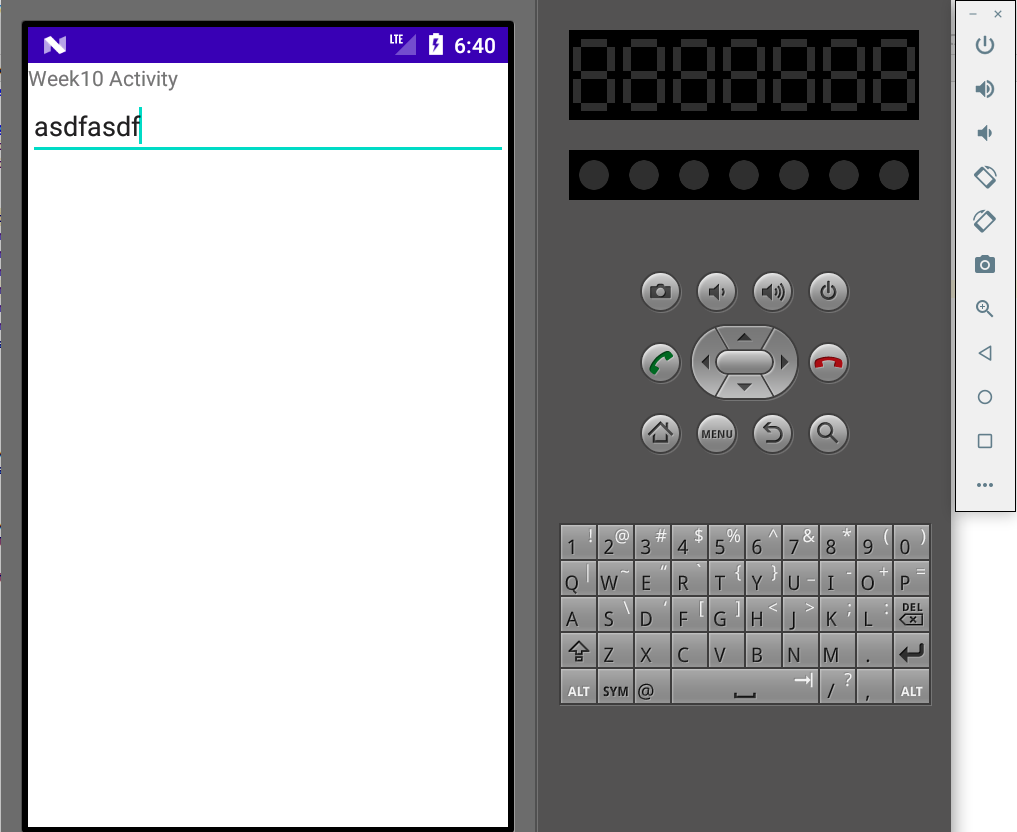 LTE 6:40
Week10 Activity
asdfasdf
MENU
1 ! 2 @ 3 # 4 $ 5 % 6 ^ 7 & 8 * 9 ( 0 )
Q | W ~ E “ R ` T { Y } U _ I - O + P =
A S \ D ‘ F [ G ] H < J > K ; L : DEL
Z X C V B N M .
ALT SYM @ / ? , ALT